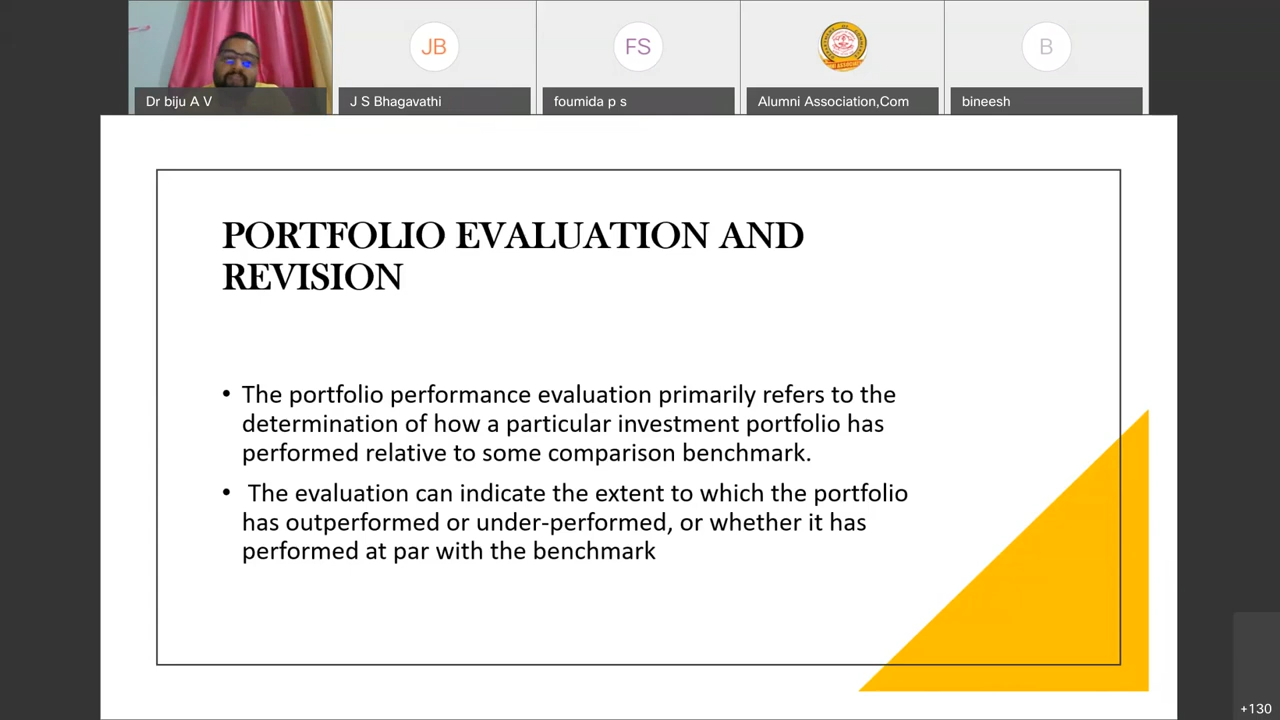 JB
FS
B
Dr biju A V
J S Bhagavathi
foumida p s
Alumni Association,Com
bineesh
PORTFOLIO EVALUATION AND
REVISION
• The portfolio performance evaluation primarily refers to the
determination of how a particular investment portfolio has
performed relative to some comparison benchmark.
• The evaluation can indicate the extent to which the portfolio
has outperformed or under-performed, or whether it has
performed at par with the benchmark
+130